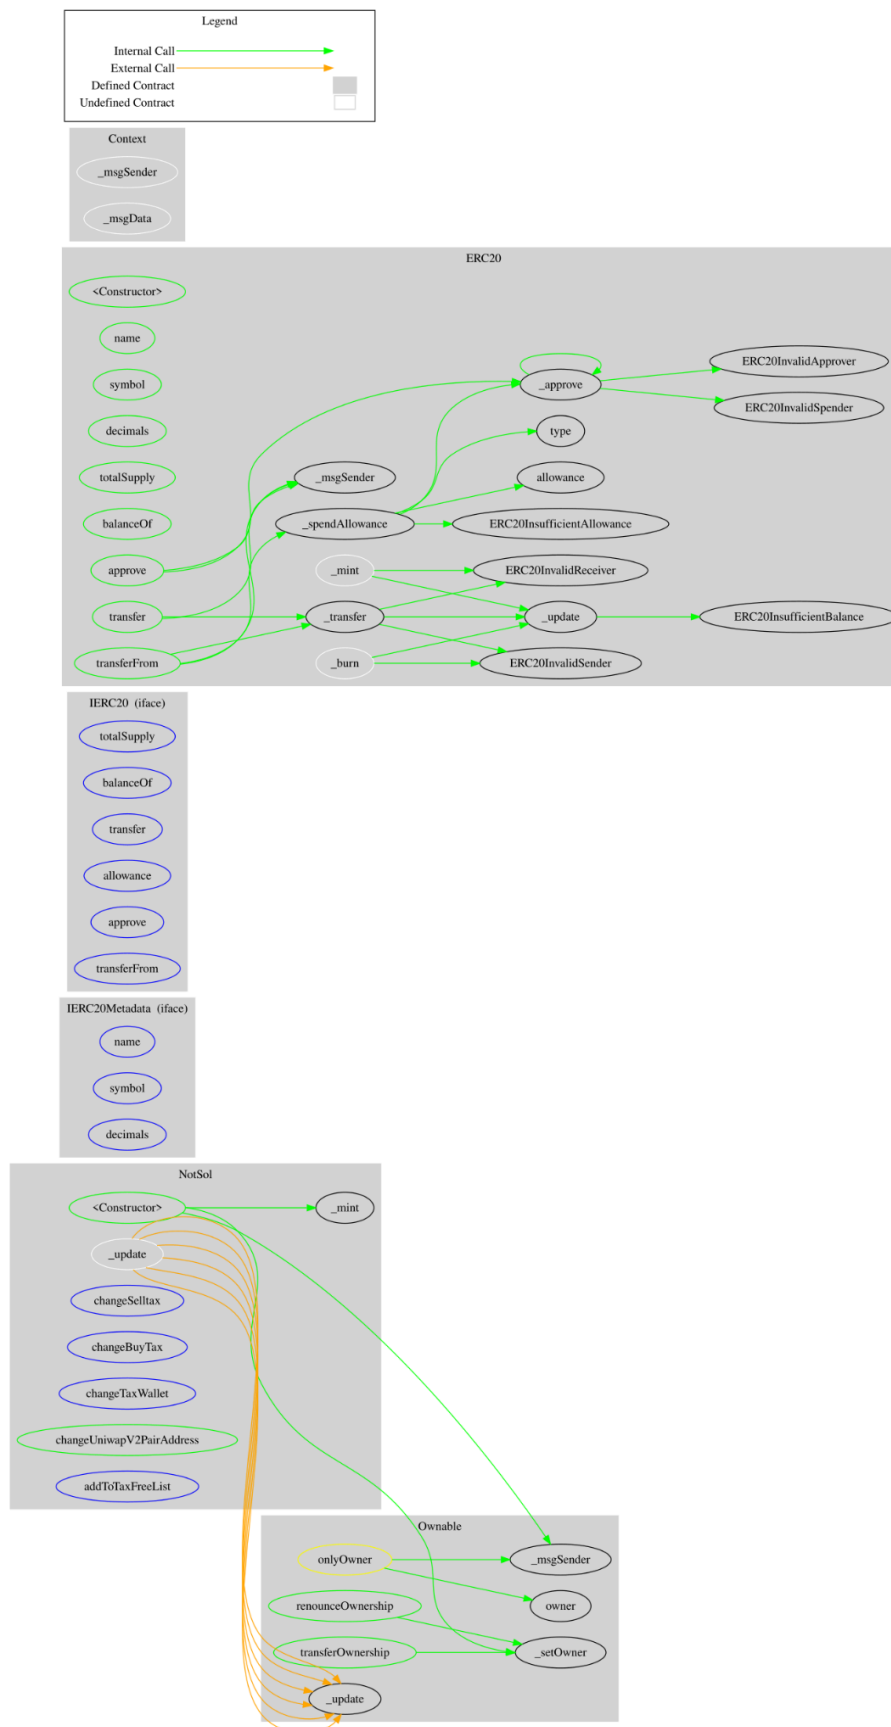 Legend
Internal Call
External Call
Defined Contract
Undefined Contract
Context
_msgSender
_msgData
ERC20
<Constructor>
name
symbol
decimals
totalSupply
balanceOf
approve
transfer
transferFrom
_msgSender
_spendAllowance
_mint
_transfer
_burn
_approve
type
allowance
ERC20InsufficientAllowance
ERC20InvalidReceiver
_update
ERC20InvalidSender
ERC20InvalidApprover
ERC20InvalidSpender
ERC20InsufficientBalance
IERC20 (iface)
totalSupply
balanceOf
transfer
allowance
approve
transferFrom
IERC20Metadata (iface)
name
symbol
decimals
NotSol
<Constructor>
_mint
_update
changeSelltax
changeBuyTax
changeTaxWallet
changeUniwapV2PairAddress
addToTaxFreeList
Ownable
onlyOwner
_msgSender
renounceOwnership
owner
transferOwnership
_setOwner
_update